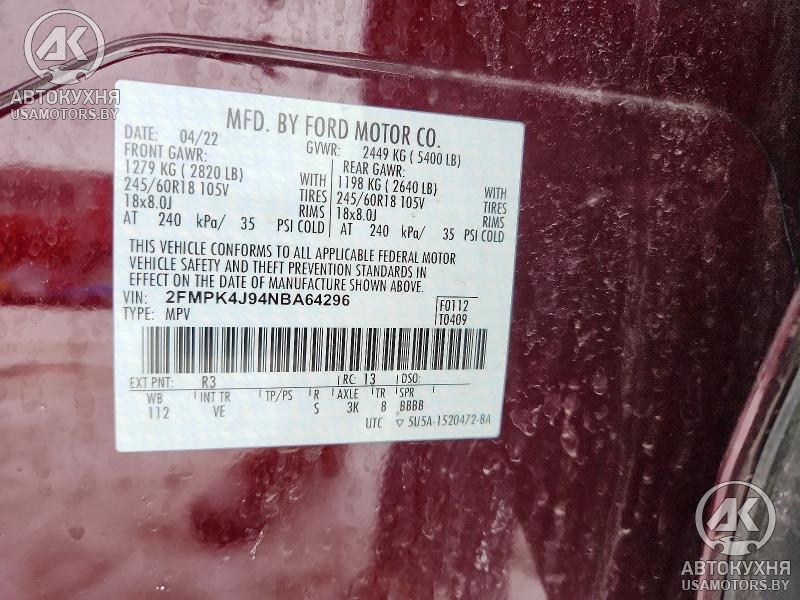 АК
АВТОКУХНЯ
USAMOTORS.BY
MFD. BY FORD MOTOR CO.
DATE: 04/22 GVWR: 2449 KG ( 5400 LB)
FRONT GAWR: REAR GAWR:
1279 KG ( 2820 LB) WITH 1198 KG ( 2640 LB) WITH
245/60R18 105V TIRES 245/60R18 105V TIRES
18x8.0J RIMS 18x8.0J RIMS
AT 240 kPa/ 35 PSI COLD AT 240 kPa/ 35 PSI COLD
THIS VEHICLE CONFORMS TO ALL APPLICABLE FEDERAL MOTOR
VEHICLE SAFETY AND THEFT PREVENTION STANDARDS IN
EFFECT ON THE DATE OF MANUFACTURE SHOWN ABOVE.
VIN: 2FMPK4J94NBA64296 F0112
TYPE: MPV T0409
EXT PNT: R3 RC: 13 DSO:
WB INT TR TP/PS R AXLE TR SPR
112 VE S 3K 8 BBBB
UTC ▽ 5U5A-1520472-BA
АК
АВТОКУХНЯ
USAMOTORS.BY